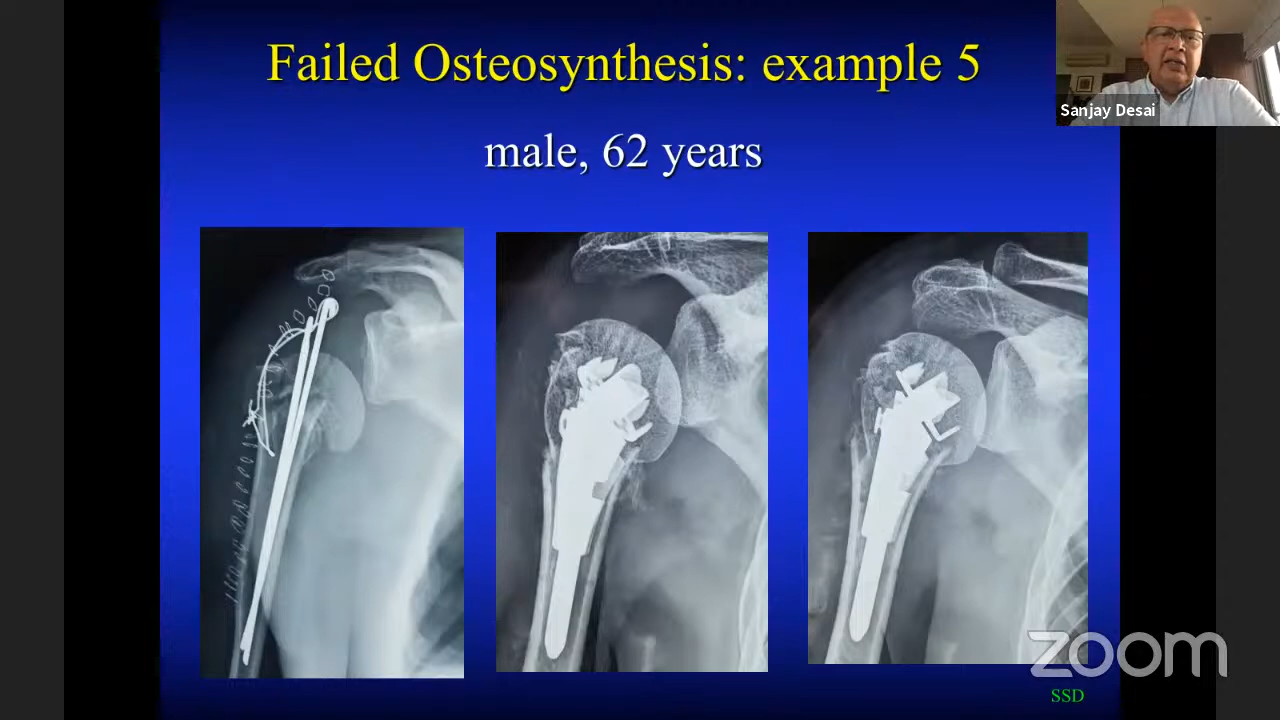 Failed Osteosynthesis: example 5
Sanjay Desai
male, 62 years
zoom
SSD